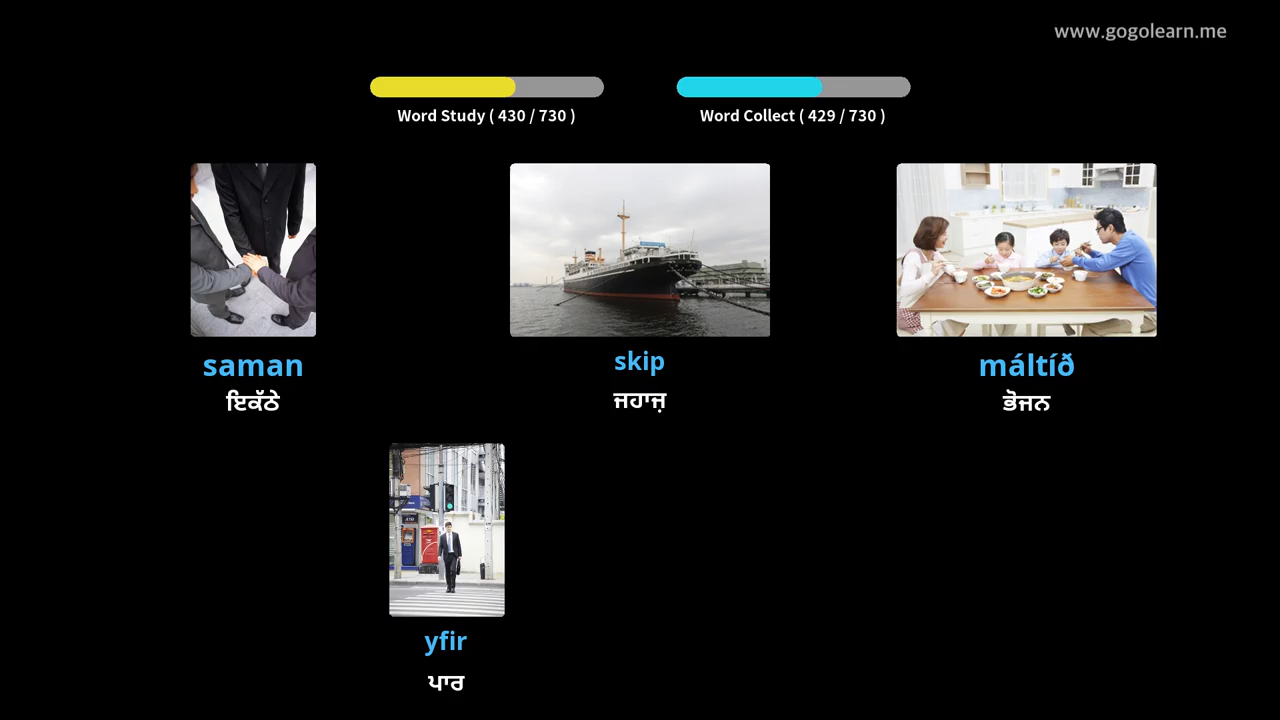 www.gogolearn.me
Word Study ( 430 / 730 )
Word Collect ( 429 / 730 )
saman
ਇਕੱਠੇ
skip
ਜਹਾਜ਼
máltíð
ਭੋਜਨ
yfir
ਪਾਰ